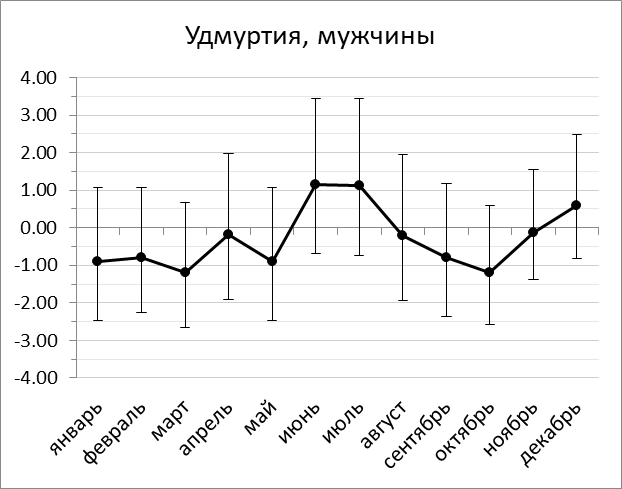 Удмуртия, мужчины
4.00
3.00
2.00
1.00
0.00
-1.00
-2.00
-3.00
-4.00
январь
февраль
март
апрель
май
июнь
июль
август
сентябрь
октябрь
ноябрь
декабрь